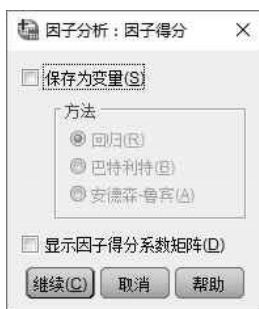 因子分析：因子得分
保存为变量(S)
方法
回归(R)
巴特利特(B)
安德森-鲁宾(A)
显示因子得分系数矩阵(D)
继续(C) 取消 帮助